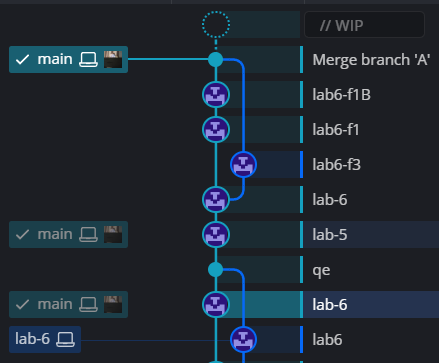 // WIP
main Merge branch 'A'
lab6-f1B
lab6-f1
lab6-f3
lab-6
main lab-5
qe
main lab-6
lab-6 lab6